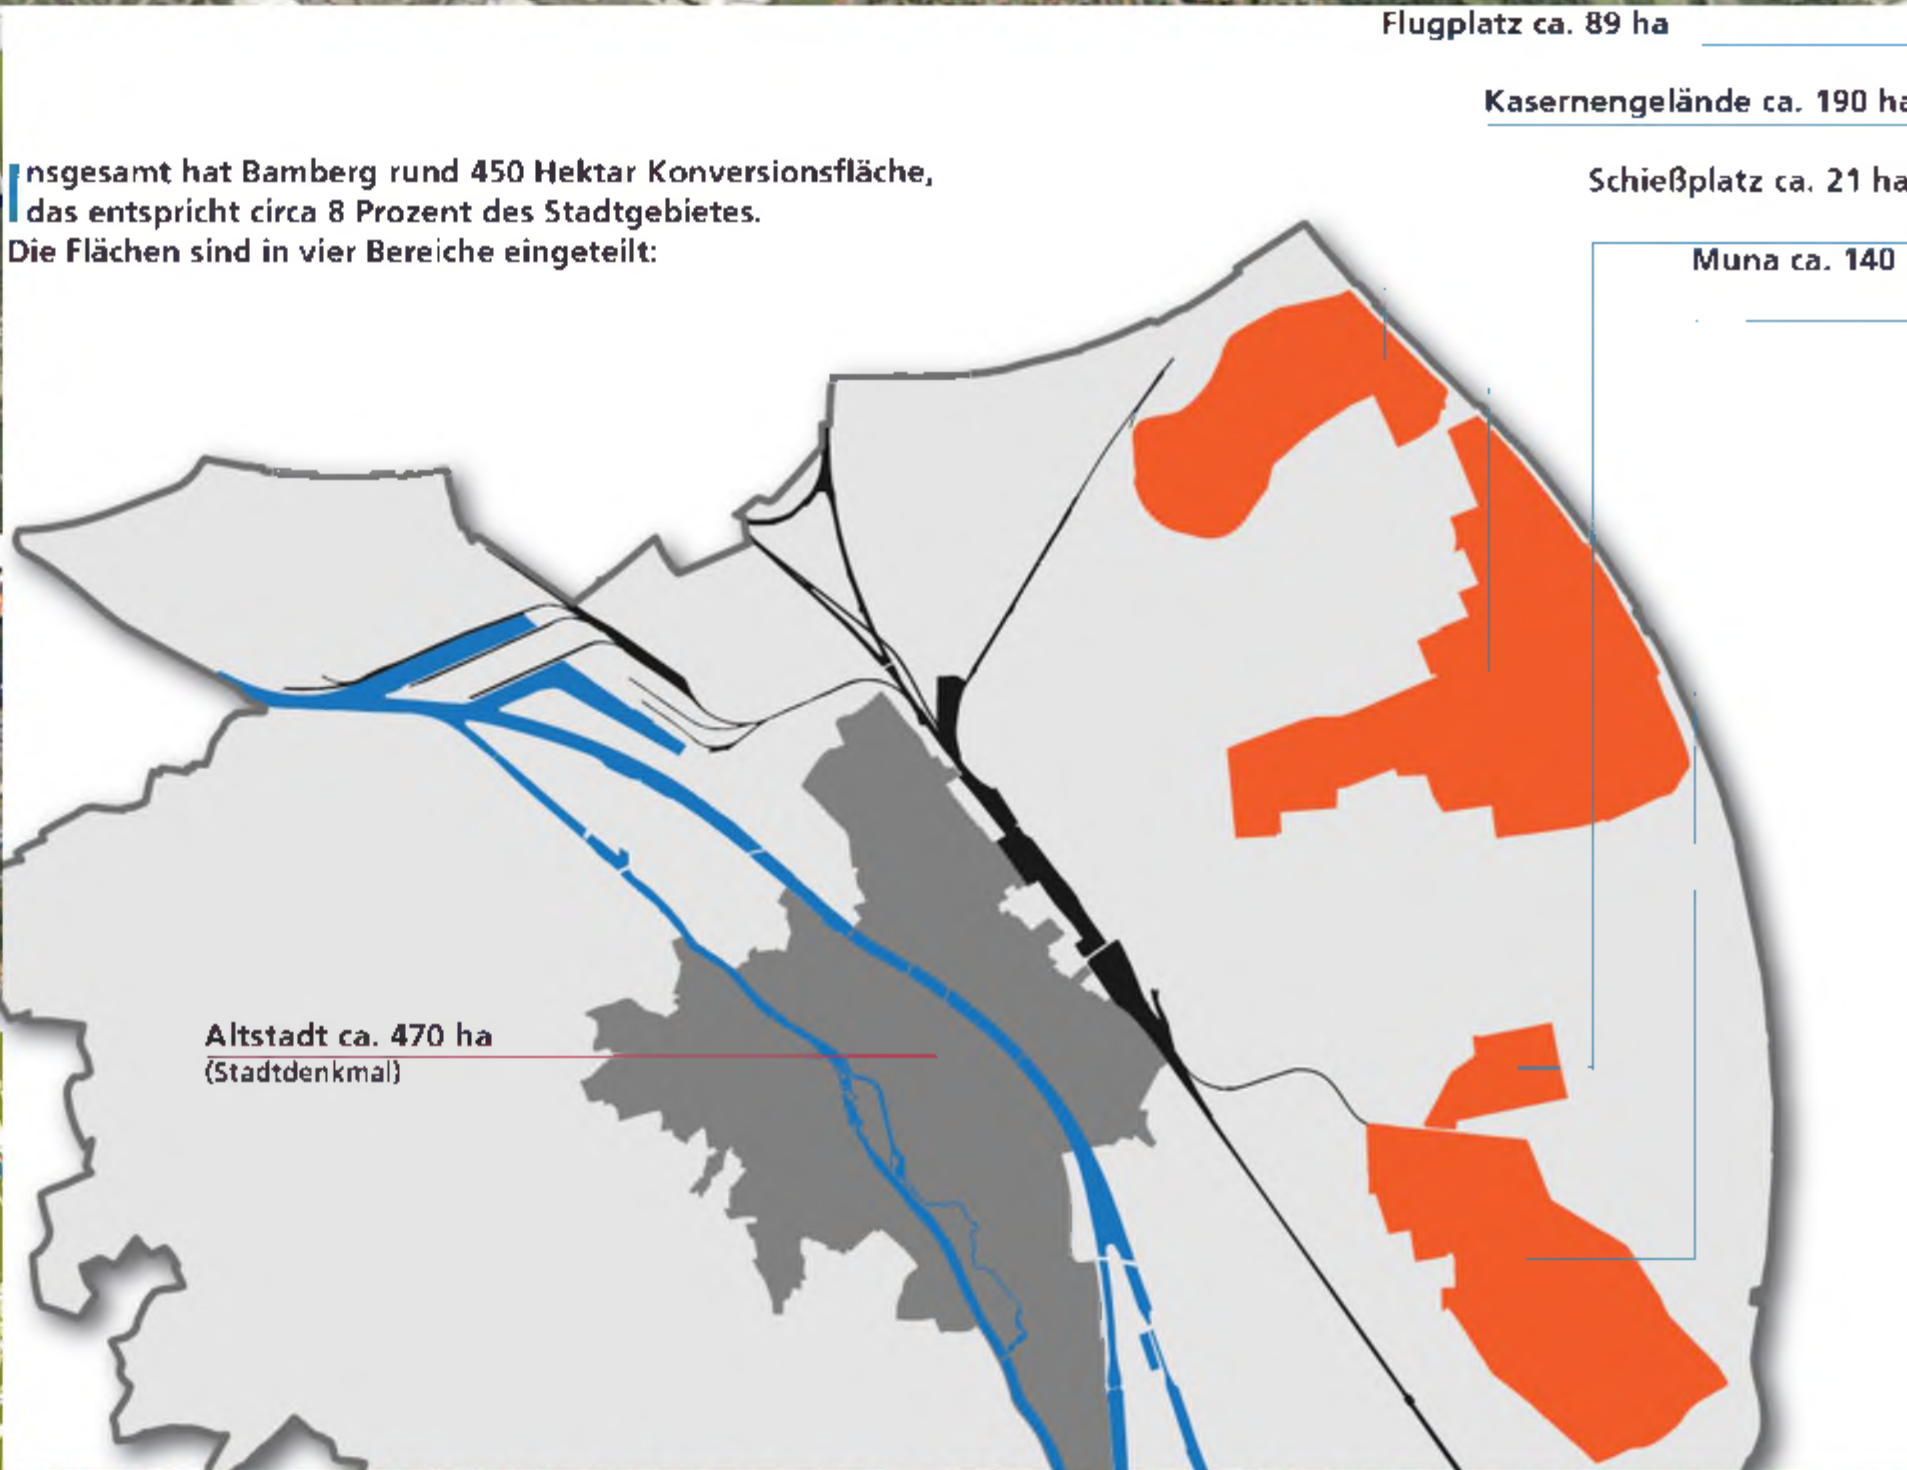 Flugplatz ca. 89 ha
Kasernengelände ca. 190 ha
Schießplatz ca. 21 ha
Muna ca. 140
Insgesamt hat Bamberg rund 450 Hektar Konversionsfläche,
das entspricht circa 8 Prozent des Stadtgebietes.
Die Flächen sind in vier Bereiche eingeteilt:
Altstadt ca. 470 ha
(Stadtdenkmal)